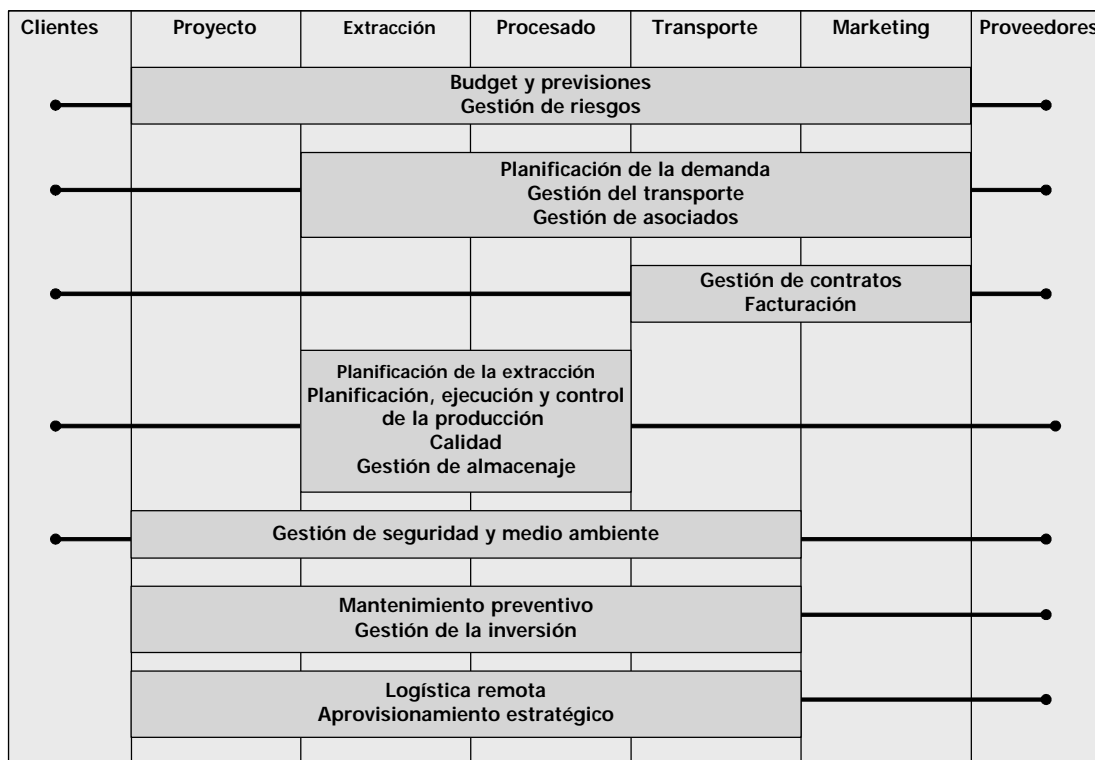 Clientes
Proyecto
Extracción
Procesado
Transporte
Marketing
Proveedores
Budget y previsiones
Gestión de riesgos
Planificación de la demanda
Gestión del transporte
Gestión de asociados
Gestión de contratos
Facturación
Planificación de la extracción
Planificación, ejecución y control
de la producción
Calidad
Gestión de almacenaje
Gestión de seguridad y medio ambiente
Mantenimiento preventivo
Gestión de la inversión
Logística remota
Aprovisionamiento estratégico